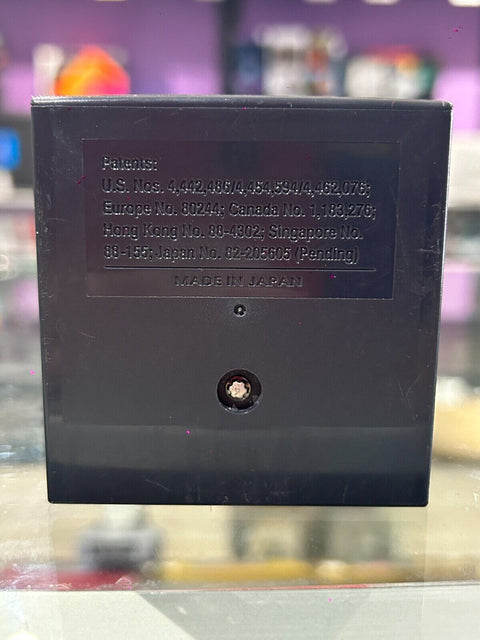 Patents:
U.S. Nos. 4,442,486/4,454,594/4,462,076;
Europe No. 80244; Canada No. 1,183,276;
Hong Kong No. 88-4302; Singapore No.
88-155; Japan No. 82-205605 (Pending)
MADE IN JAPAN